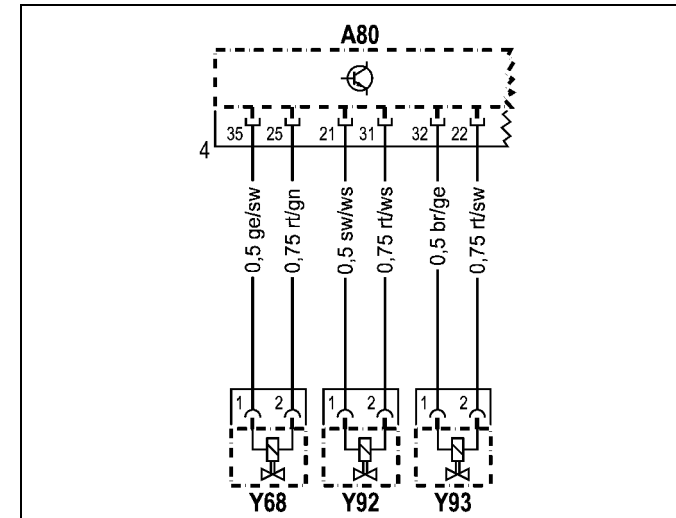 A80
35 25 21 31 32 22
4
0,5 ge/sw
0,75 rt/gn
0,5 sw/ws
0,75 rt/ws
0,5 br/ge
0,75 rt/sw
1 2 1 2 1 2
Y68 Y92 Y93